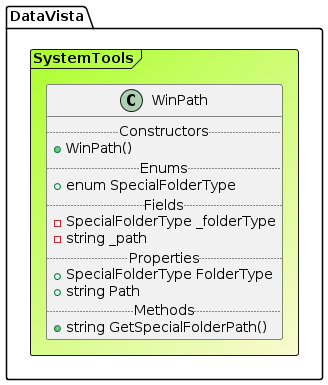 DataVista
SystemTools
C WinPath
Constructors
WinPath()
Enums
enum SpecialFolderType
Fields
SpecialFolderType _folderType
string _path
Properties
SpecialFolderType FolderType
string Path
Methods
string GetSpecialFolderPath()